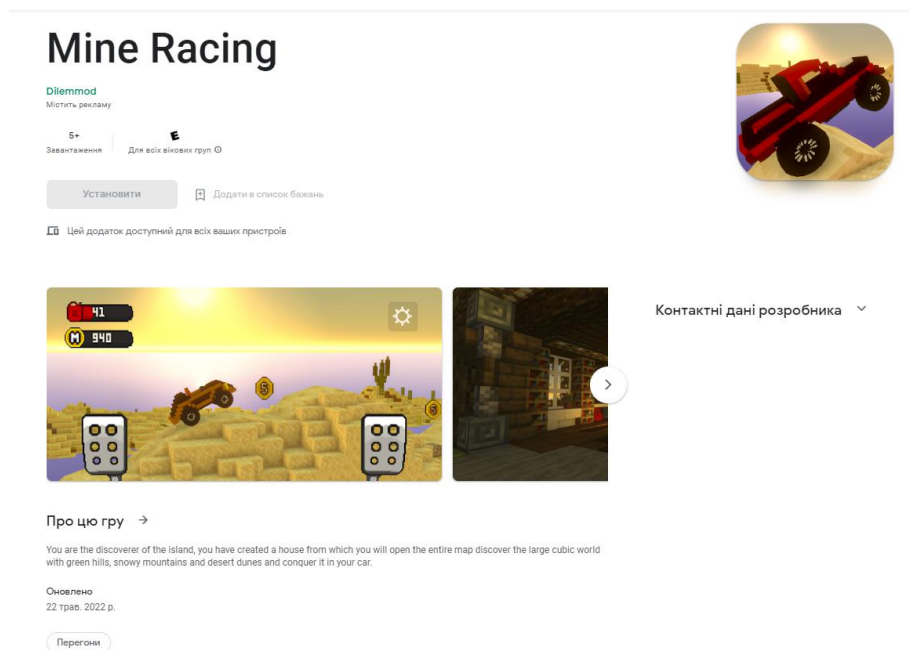 Mine Racing
Dilemmod
Містить рекламу
5+
Завантаження
E
Для всіх вікових груп
Установити
Додати в список бажань
Цей додаток доступний для всіх ваших пристроїв
41
M 940
5
Контактні дані розробника
Про цю гру
You are the discoverer of the island, you have created a house from which you will open the entire map discover the large cubic world
with green hills, snowy mountains and desert dunes and conquer it in your car.
Оновлено
22 трав. 2022 р.
Перегони